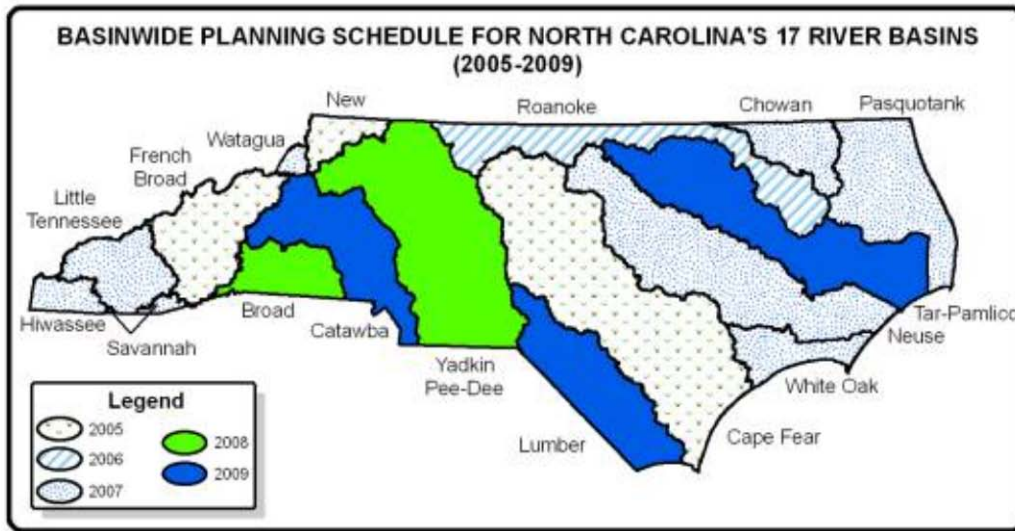 BASINWIDE PLANNING SCHEDULE FOR NORTH CAROLINA'S 17 RIVER BASINS
(2005-2009)
New
Roanoke
Chowan
Pasquotank
Watagua
French
Broad
Little
Tennessee
Hiwassee
Savannah
Broad
Catawba
Yadkin
Pee-Dee
Lumber
Cape Fear
White Oak
Neuse
Tar-Pamlico
Legend
2005
2006
2007
2008
2009